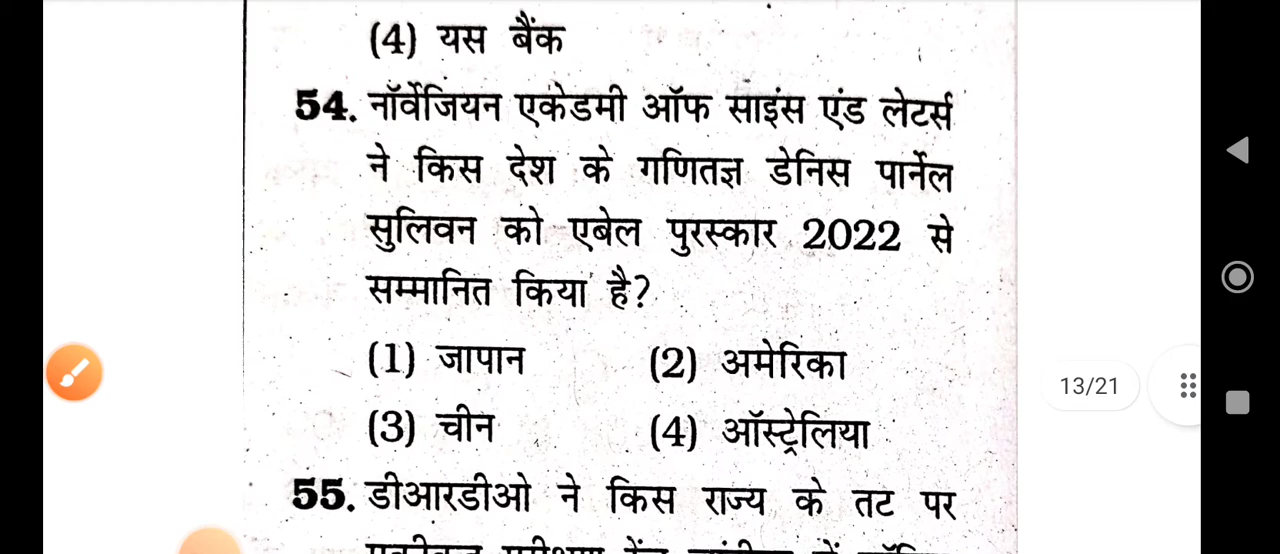 (4) यस बैंक
54. नॉर्वेजियन एकेडमी ऑफ साइंस एंड लेटर्स
ने किस देश के गणितज्ञ डेनिस पार्नेल
सुलिवन को एबेल पुरस्कार 2022 से
सम्मानित किया है?
(1) जापान (2) अमेरिका
(3) चीन (4) ऑस्ट्रेलिया
13/21
55. डीआरडीओ ने किस राज्य के तट पर